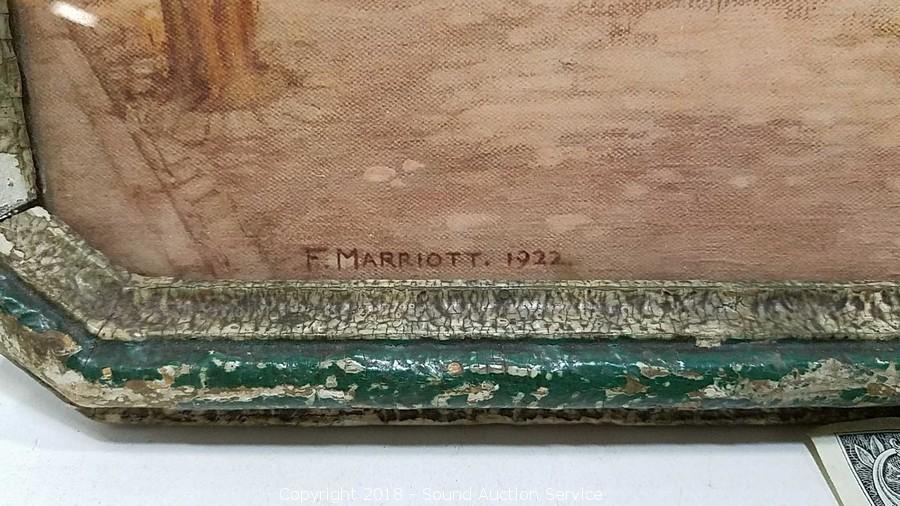 F. MARRIOTT. 1922
Copyright 2018 - Sound Auction Service